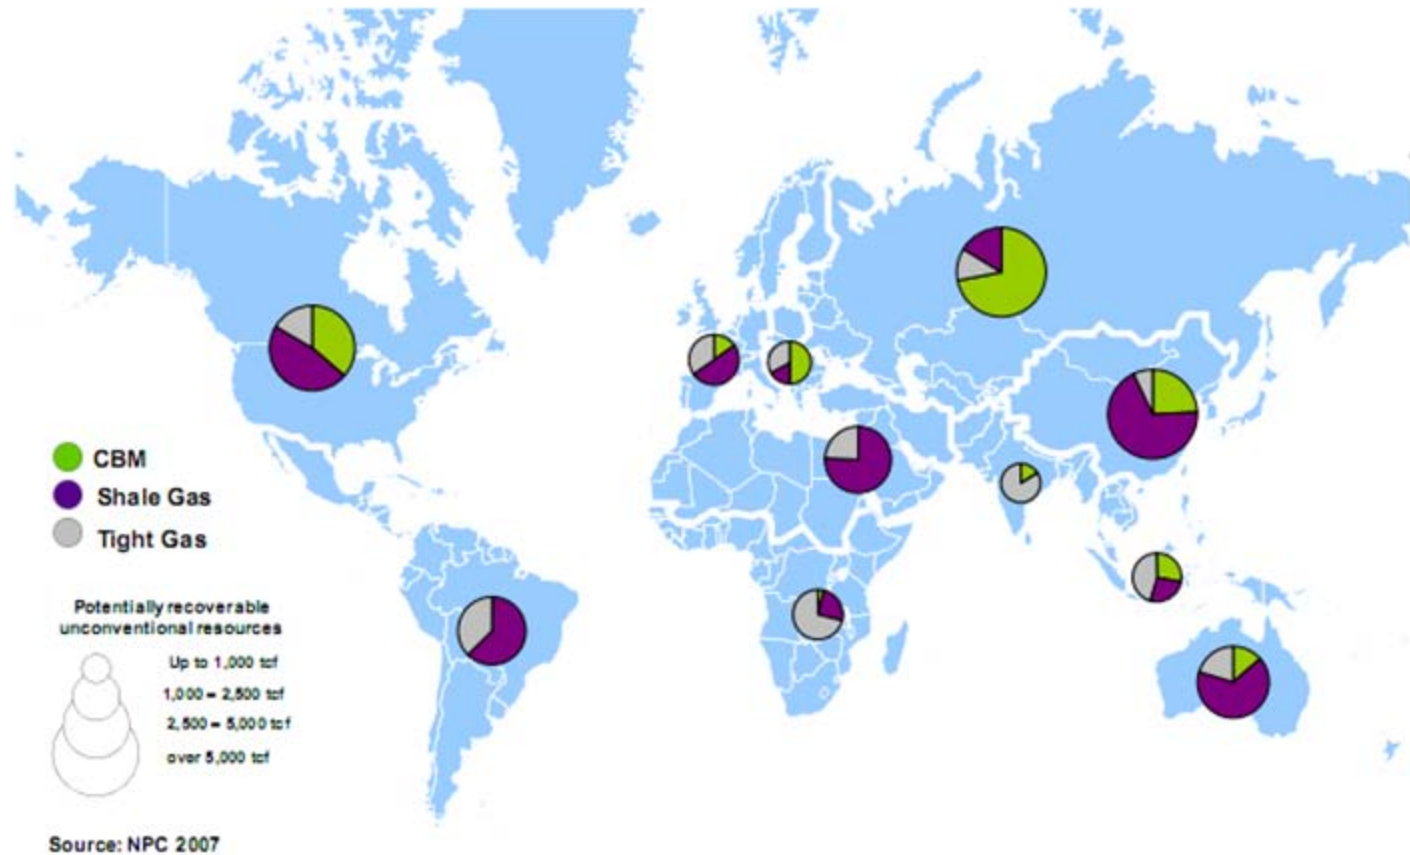 CBM
Shale Gas
Tight Gas
Potentially recoverable
unconventional resources
Up to 1,000 tcf
1,000 – 2,500 tcf
2,500 – 5,000 tcf
over 5,000 tcf
Source: NPC 2007